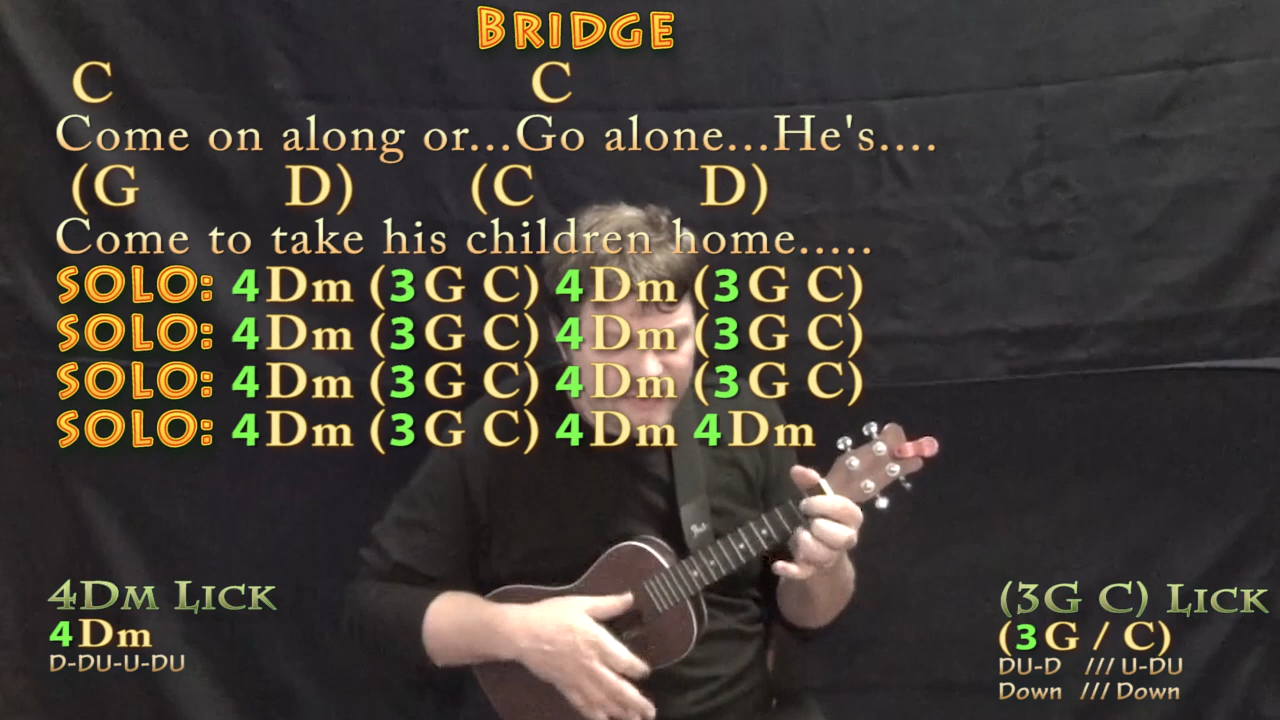 BRIDGE
C C
Come on along or...Go alone...He's....
(G D) (C D)
Come to take his children home.....
SOLO: 4Dm (3G C) 4Dm (3G C)
SOLO: 4Dm (3G C) 4Dm (3G C)
SOLO: 4Dm (3G C) 4Dm (3G C)
SOLO: 4Dm (3G C) 4Dm 4Dm
4Dm Lick
4Dm
D-DU-U-DU
(3G C) Lick
(3G / C)
DU-D /// U-DU
Down /// Down